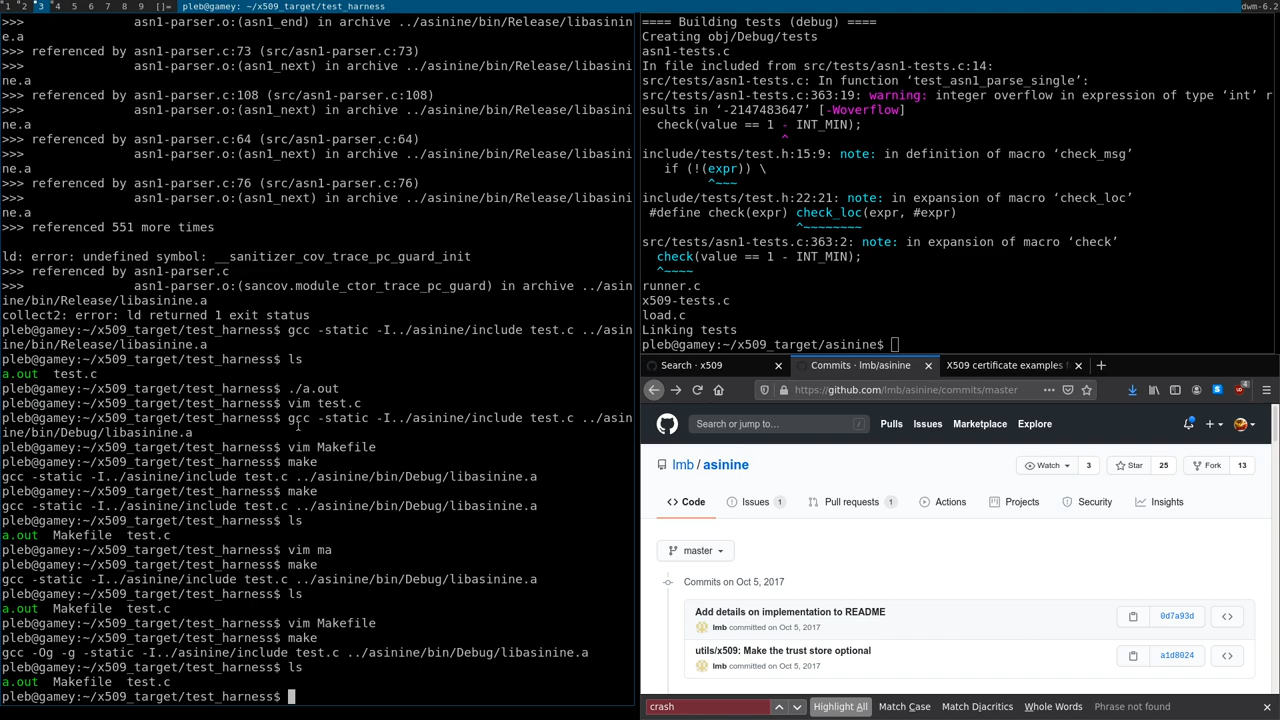 1 2 3 4 5 6 7 8 9 []= pleb@gamey: ~/x509_target/test_harness dwm-6.2
>>> asn1-parser.o:(asn1_end) in archive ../asinine/bin/Release/libasini
ne.a
>>> referenced by asn1-parser.c:73 (src/asn1-parser.c:73)
>>> asn1-parser.o:(asn1_next) in archive ../asinine/bin/Release/libasini
ne.a
>>> referenced by asn1-parser.c:108 (src/asn1-parser.c:108)
>>> asn1-parser.o:(asn1_next) in archive ../asinine/bin/Release/libasini
ne.a
>>> referenced by asn1-parser.c:64 (src/asn1-parser.c:64)
>>> asn1-parser.o:(asn1_next) in archive ../asinine/bin/Release/libasini
ne.a
>>> referenced by asn1-parser.c:76 (src/asn1-parser.c:76)
>>> asn1-parser.o:(asn1_next) in archive ../asinine/bin/Release/libasini
ne.a
>>> referenced 551 more times
ld: error: undefined symbol: __sanitizer_cov_trace_pc_guard_init
>>> referenced by asn1-parser.c
>>> asn1-parser.o:(sancov.module_ctor_trace_pc_guard) in archive ../asin
ine/bin/Release/libasinine.a
collect2: error: ld returned 1 exit status
pleb@gamey:~/x509_target/test_harness$ gcc -static -I../asinine/include test.c ../as
inine/bin/Release/libasinine.a
pleb@gamey:~/x509_target/test_harness$ ls
a.out test.c
pleb@gamey:~/x509_target/test_harness$ ./a.out
pleb@gamey:~/x509_target/test_harness$ vim test.c
pleb@gamey:~/x509_target/test_harness$ gcc -static -I../asinine/include test.c ../as
inine/bin/Debug/libasinine.a
pleb@gamey:~/x509_target/test_harness$ vim Makefile
pleb@gamey:~/x509_target/test_harness$ make
gcc -static -I../asinine/include test.c ../asinine/bin/Debug/libasinine.a
pleb@gamey:~/x509_target/test_harness$ make
gcc -static -I../asinine/include test.c ../asinine/bin/Debug/libasinine.a
pleb@gamey:~/x509_target/test_harness$ ls
a.out Makefile test.c
pleb@gamey:~/x509_target/test_harness$ vim ma
pleb@gamey:~/x509_target/test_harness$ make
gcc -static -I../asinine/include test.c ../asinine/bin/Debug/libasinine.a
pleb@gamey:~/x509_target/test_harness$ ls
a.out Makefile test.c
pleb@gamey:~/x509_target/test_harness$ vim Makefile
pleb@gamey:~/x509_target/test_harness$ make
gcc -Og -g -static -I../asinine/include test.c ../asinine/bin/Debug/libasinine.a
pleb@gamey:~/x509_target/test_harness$ ls
a.out Makefile test.c
pleb@gamey:~/x509_target/test_harness$
==== Building tests (debug) ====
Creating obj/Debug/tests
asn1-tests.c
In file included from src/tests/asn1-tests.c:14:
src/tests/asn1-tests.c: In function ‘test_asn1_parse_single’:
src/tests/asn1-tests.c:363:19: warning: integer overflow in expression of type ‘int’ r
esults in ‘-2147483647’ [-Woverflow]
check(value == 1 - INT_MIN);
^
include/tests/test.h:15:9: note: in definition of macro ‘check_msg’
if (!(expr)) \
^~~~
include/tests/test.h:22:21: note: in expansion of macro ‘check_loc’
#define check(expr) check_loc(expr, #expr)
^~~~~~~~~
src/tests/asn1-tests.c:363:2: note: in expansion of macro ‘check’
check(value == 1 - INT_MIN);
^~~~~
runner.c
x509-tests.c
load.c
Linking tests
pleb@gamey:~/x509_target/asinine$
Search · x509
Commits · lmb/asinine
X509 certificate examples f
https://github.com/lmb/asinine/commits/master
4
Search or jump to... /
Pulls Issues Marketplace Explore
lmb / asinine
Watch 3 Star 25 Fork 13
Code Issues 1 Pull requests 1 Actions Projects Security Insights
master
Commits on Oct 5, 2017
Add details on implementation to README
lmb committed on Oct 5, 2017
0d7a93d
utils/x509: Make the trust store optional
lmb committed on Oct 5, 2017
a1d8024
crash Highlight All Match Case Match Diacritics Whole Words Phrase not found